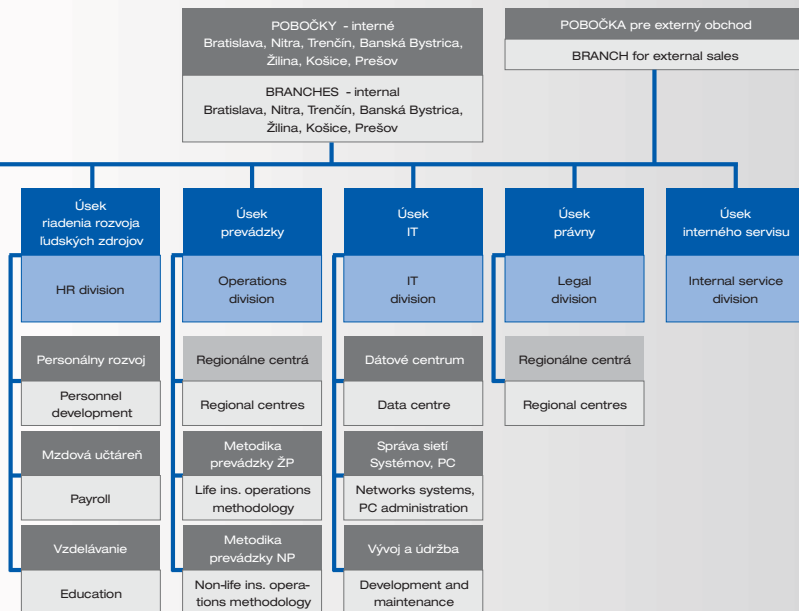 POBOČKY - interné
Bratislava, Nitra, Trenčín, Banská Bystrica,
Žilina, Košice, Prešov
BRANCHES - internal
Bratislava, Nitra, Trenčín, Banská Bystrica,
Žilina, Košice, Prešov
POBOČKA pre externý obchod
BRANCH for external sales
Úsek
riadenia rozvoja
ľudských zdrojov
HR division
Personálny rozvoj
Personnel
development
Mzdová učtáreň
Payroll
Vzdelávanie
Education
Úsek
prevádzky
Operations
division
Regionálne centrá
Regional centres
Metodika
prevádzky ŽP
Life ins. operations
methodology
Metodika
prevádzky NP
Non-life ins. opera-
tions methodology
Úsek
IT
IT
division
Dátové centrum
Data centre
Správa sietí
Systémov, PC
Networks systems,
PC administration
Vývoj a údržba
Development and
maintenance
Úsek
právny
Legal
division
Regionálne centrá
Regional centres
Úsek
interného servisu
Internal service
division